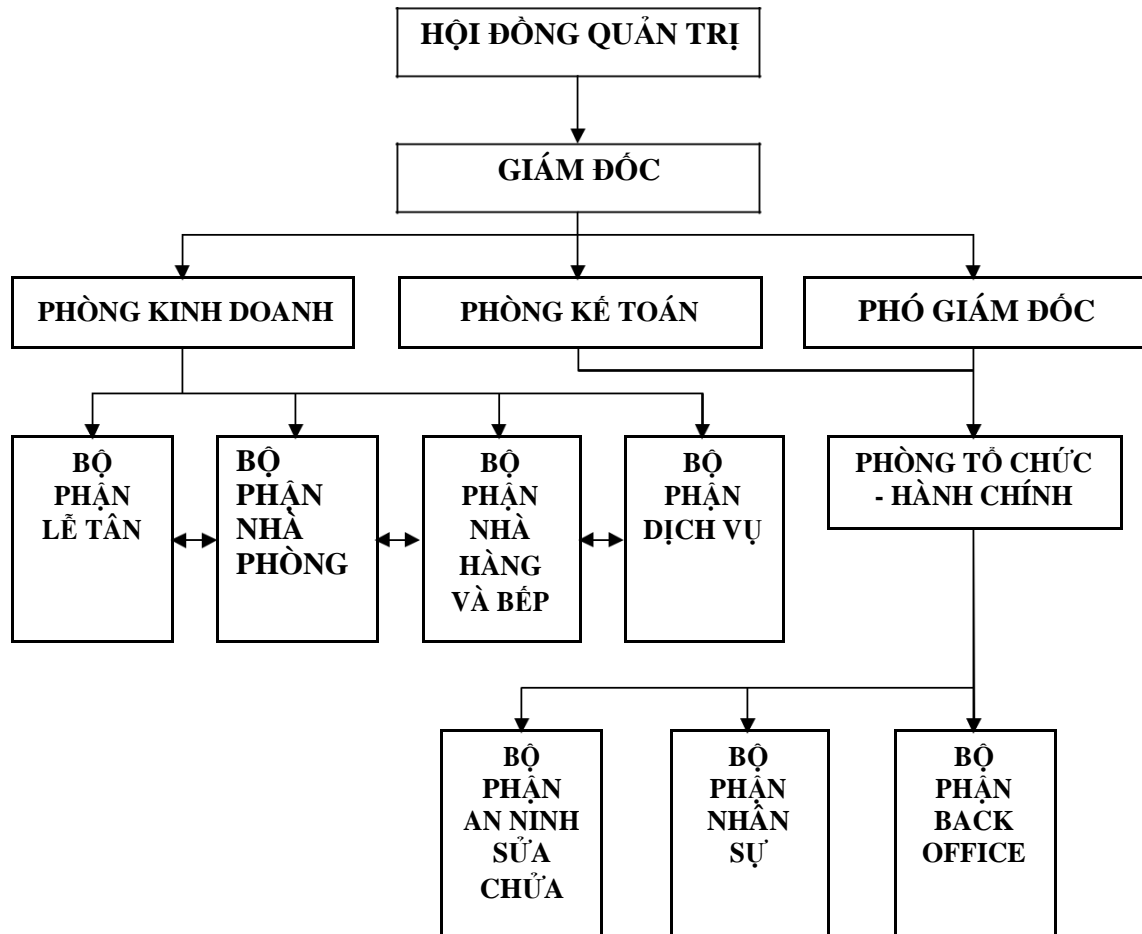 HỘI ĐỒNG QUẢN TRỊ
GIÁM ĐỐC
PHÒNG KINH DOANH
PHÒNG KẾ TOÁN
PHÓ GIÁM ĐỐC
BỘ
PHẬN
LỄ TÂN
BỘ
PHẬN
NHÀ
PHÒNG
BỘ
PHẬN
NHÀ
HÀNG
VÀ BẾP
BỘ
PHẬN
DỊCH VỤ
PHÒNG TỔ CHỨC
- HÀNH CHÍNH
BỘ
PHẬN
AN NINH
SỬA
CHỬA
BỘ
PHẬN
NHÂN
SỰ
BỘ
PHẬN
BACK
OFFICE